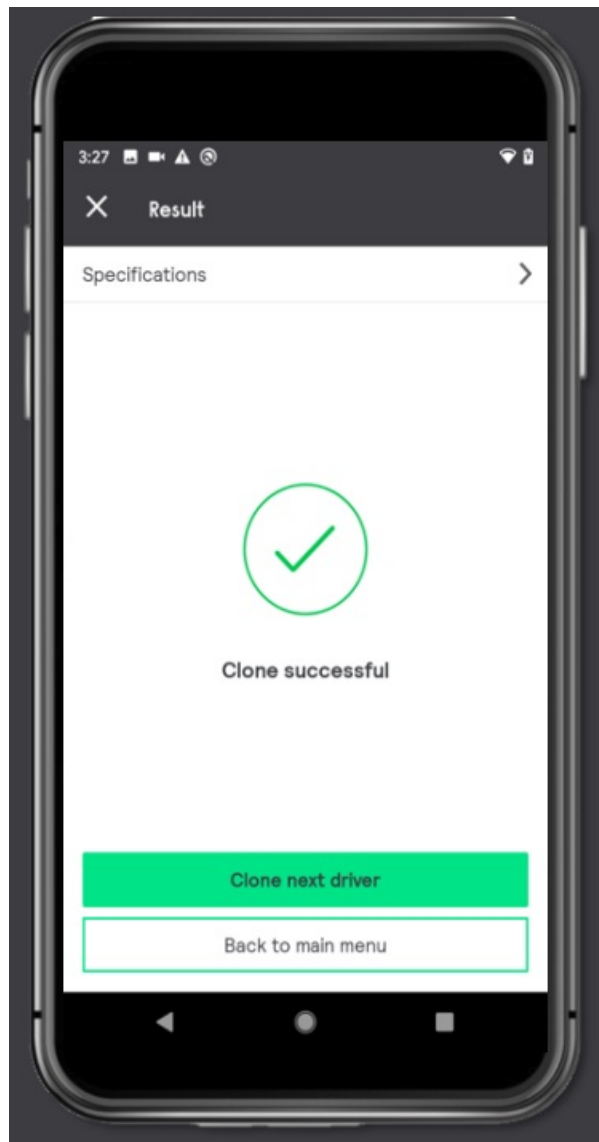 3:27
Result
Specifications
Clone successful
Clone next driver
Back to main menu